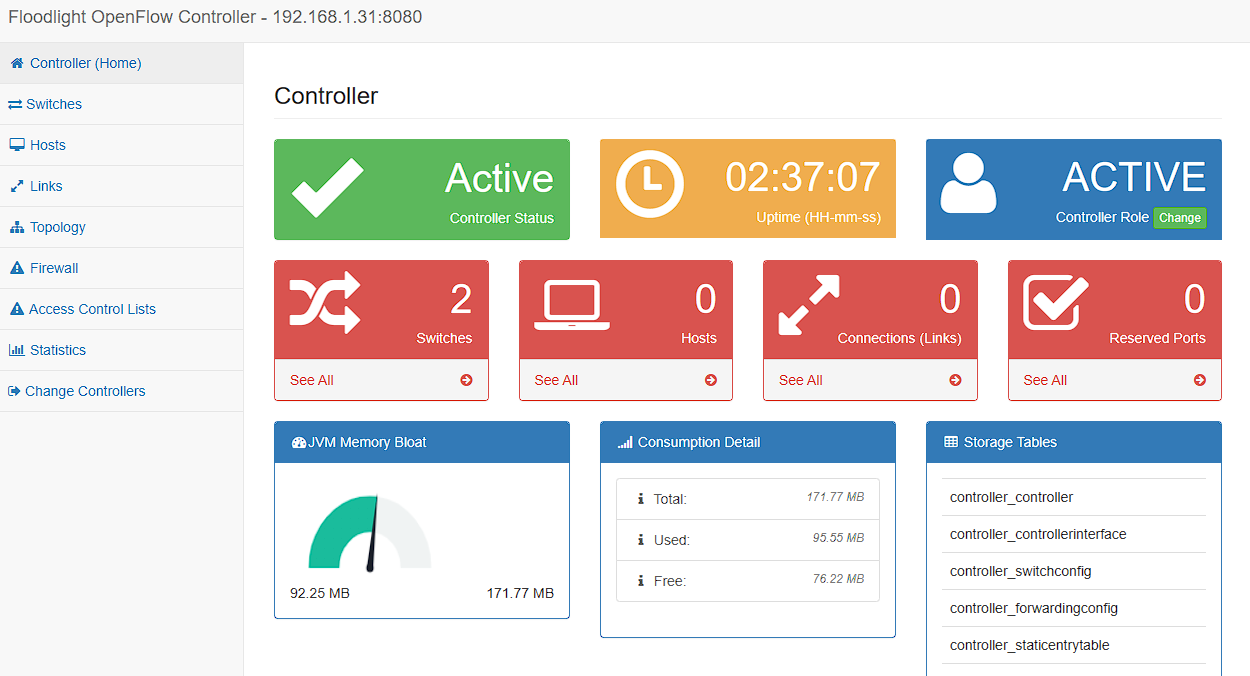 Floodlight OpenFlow Controller - 192.168.1.31:8080
Controller (Home)
Switches
Hosts
Links
Topology
Firewall
Access Control Lists
Statistics
Change Controllers
Controller
Active
Controller Status
02:37:07
Uptime (HH-mm-ss)
ACTIVE
Controller Role Change
2
Switches
See All
0
Hosts
See All
0
Connections (Links)
See All
0
Reserved Ports
See All
JVM Memory Bloat
92.25 MB 171.77 MB
Consumption Detail
Total: 171.77 MB
Used: 95.55 MB
Free: 76.22 MB
Storage Tables
controller_controller
controller_controllerinterface
controller_switchconfig
controller_forwardingconfig
controller_staticentrytable